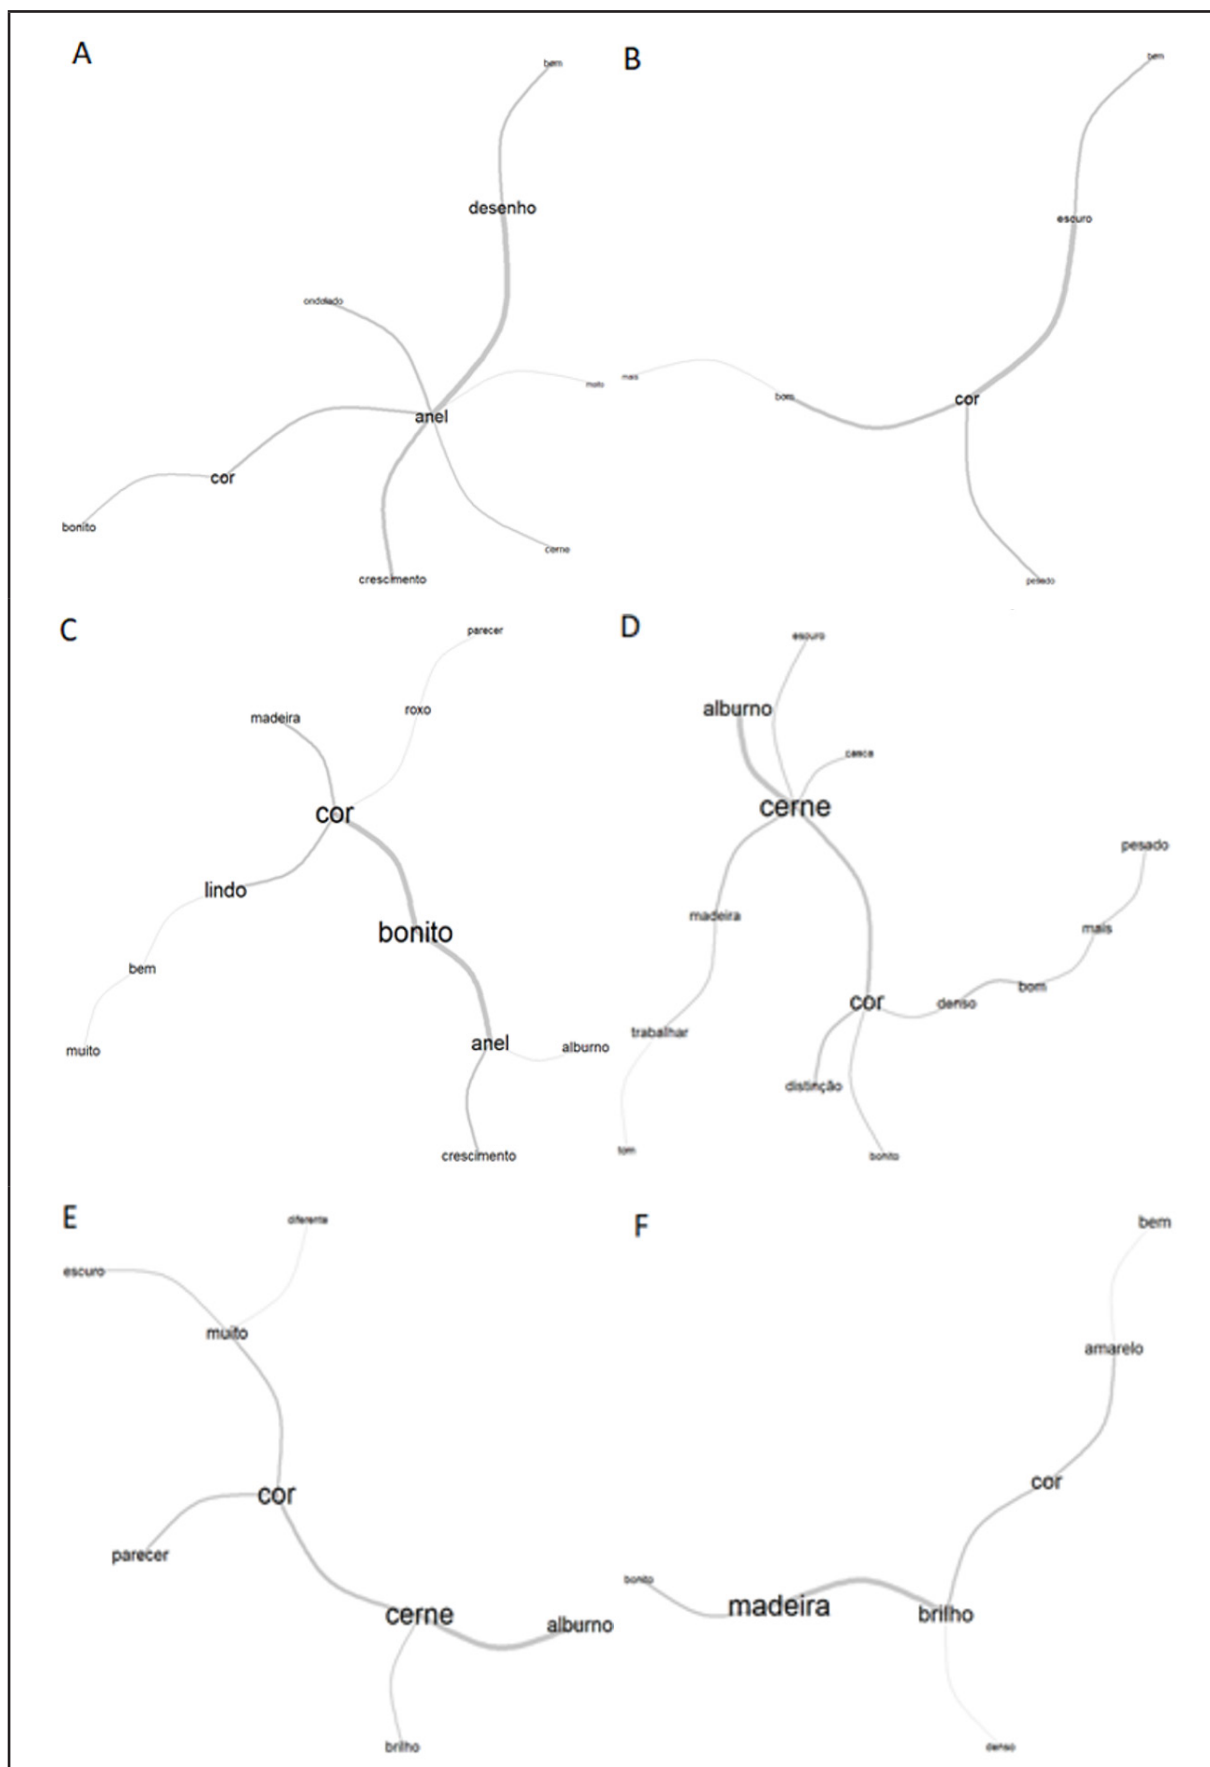 A
bem
desenho
ondolado
muito
anel
cor
bonito
cerne
crescimento
B
bem
escuro
mais
bom
cor
pesado
C
parecer
roxo
madeira
cor
lindo
bonito
bem
muito
anel
alburno
crescimento
D
escuro
alburno
casca
cerne
pesado
madeira
mais
bom
denso
cor
trabalhar
distinção
tom
bonito
E
diferente
escuro
muito
cor
parecer
cerne
alburno
brilho
F
bem
amarelo
cor
bonito
madeira
brilho
denso